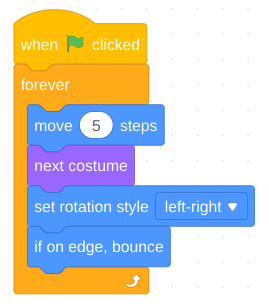 when clicked
forever
move 5 steps
next costume
set rotation style left-right
if on edge, bounce